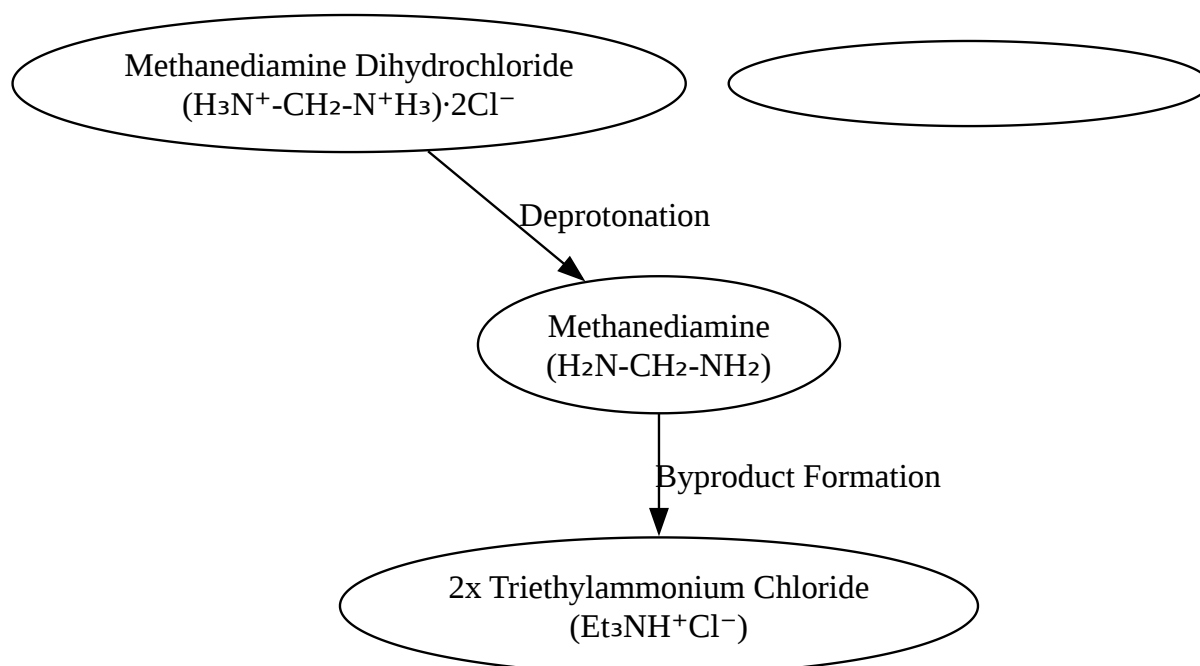 Methanediamine Dihydrochloride
(H₃N⁺-CH₂-N⁺H₃)·2Cl⁻
Deprotonation
Methanediamine
(H₂N-CH₂-NH₂)
Byproduct Formation
2x Triethylammonium Chloride
(Et₃NH⁺Cl⁻)